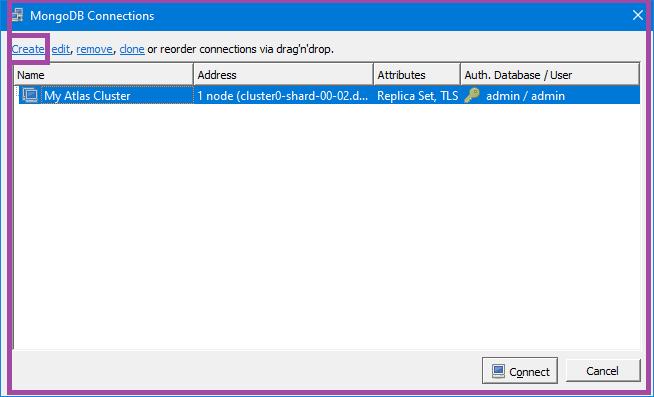 MongoDB Connections
Create, edit, remove, clone or reorder connections via drag'n'drop.
Name Address Attributes Auth. Database / User
My Atlas Cluster 1 node (cluster0-shard-00-02.d... Replica Set, TLS admin / admin
Connect Cancel